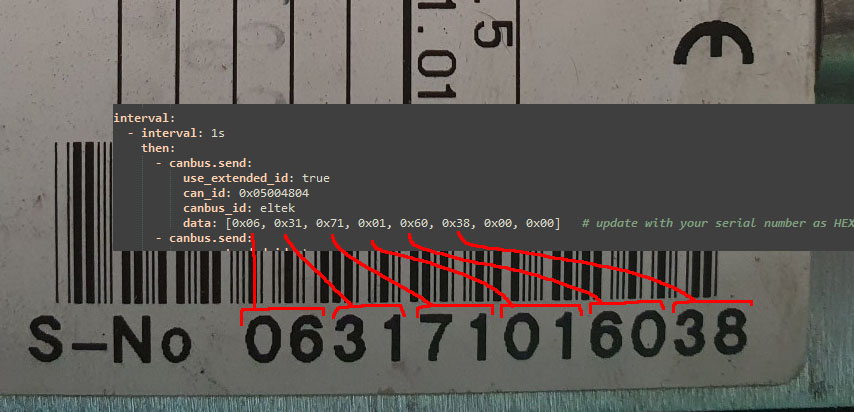 1.01
.5
CE
interval:
- interval: 1s
then:
- canbus.send:
use_extended_id: true
can_id: 0x05004804
canbus_id: eltek
data: [0x06, 0x31, 0x71, 0x01, 0x60, 0x38, 0x00, 0x00] # update with your serial number as HEX
- canbus.send:
S-No 063171016038